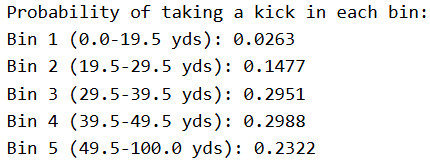 Probability of taking a kick in each bin:
Bin 1 (0.0-19.5 yds): 0.0263
Bin 2 (19.5-29.5 yds): 0.1477
Bin 3 (29.5-39.5 yds): 0.2951
Bin 4 (39.5-49.5 yds): 0.2988
Bin 5 (49.5-100.0 yds): 0.2322